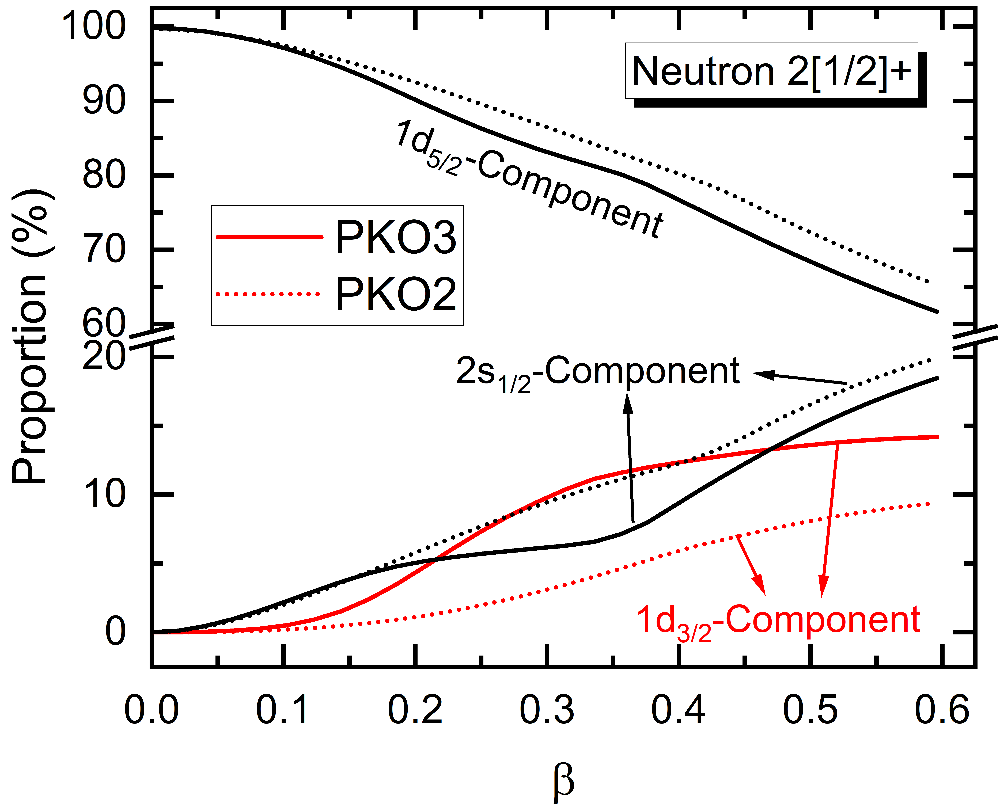 Neutron 2[1/2]+
1d5/2-Component
PKO3
PKO2
2s1/2-Component
1d3/2-Component
Proportion (%)
100
90
80
70
60
20
10
0
0.0 0.1 0.2 0.3 0.4 0.5 0.6
β